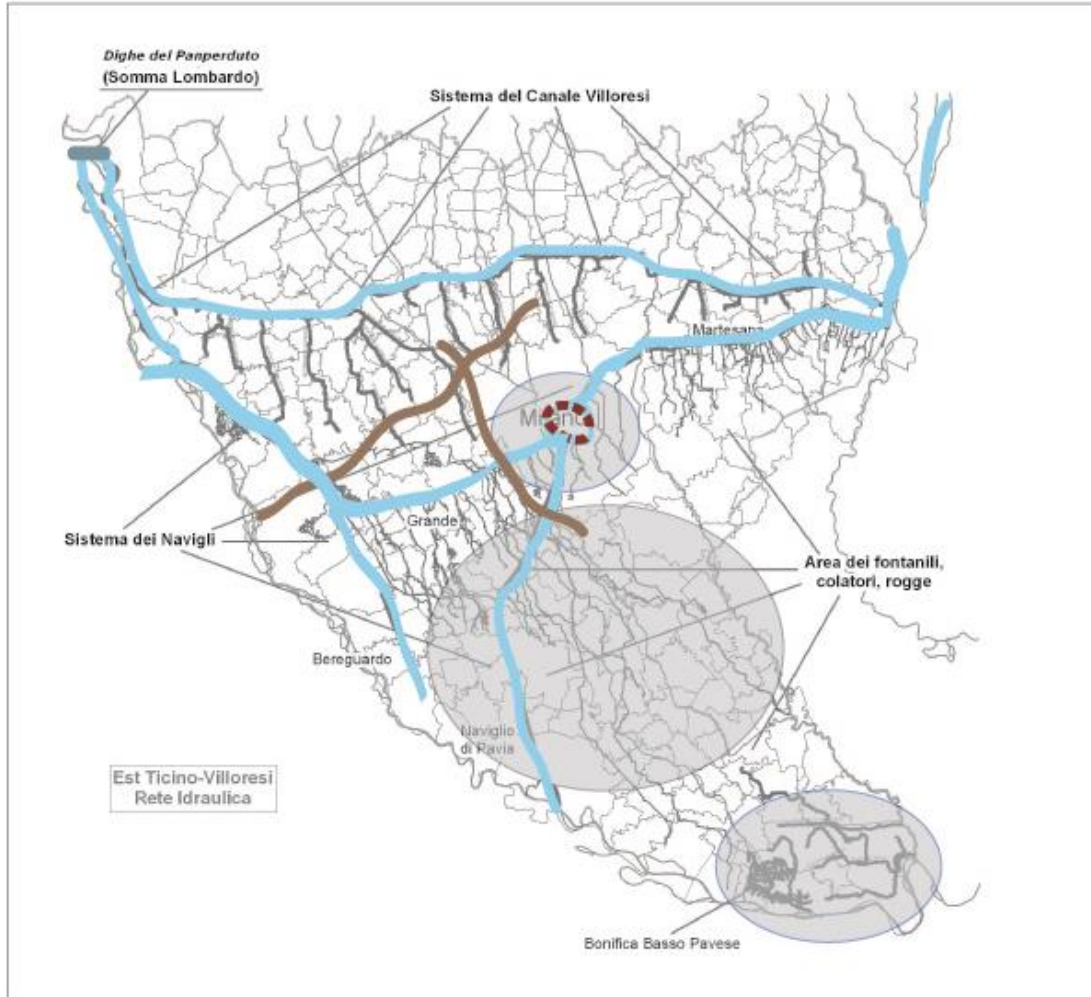 Dighe del Panperduto
(Somma Lombardo)
Sistema del Canale Villoresi
Martesana
Milano
Grande
Sistema dei Navigli
Area dei fontanili,
colatori, rogge
Bereguardo
Naviglio
di Pavia
Est Ticino-Villoresi
Rete Idraulica
Bonifica Basso Pavese